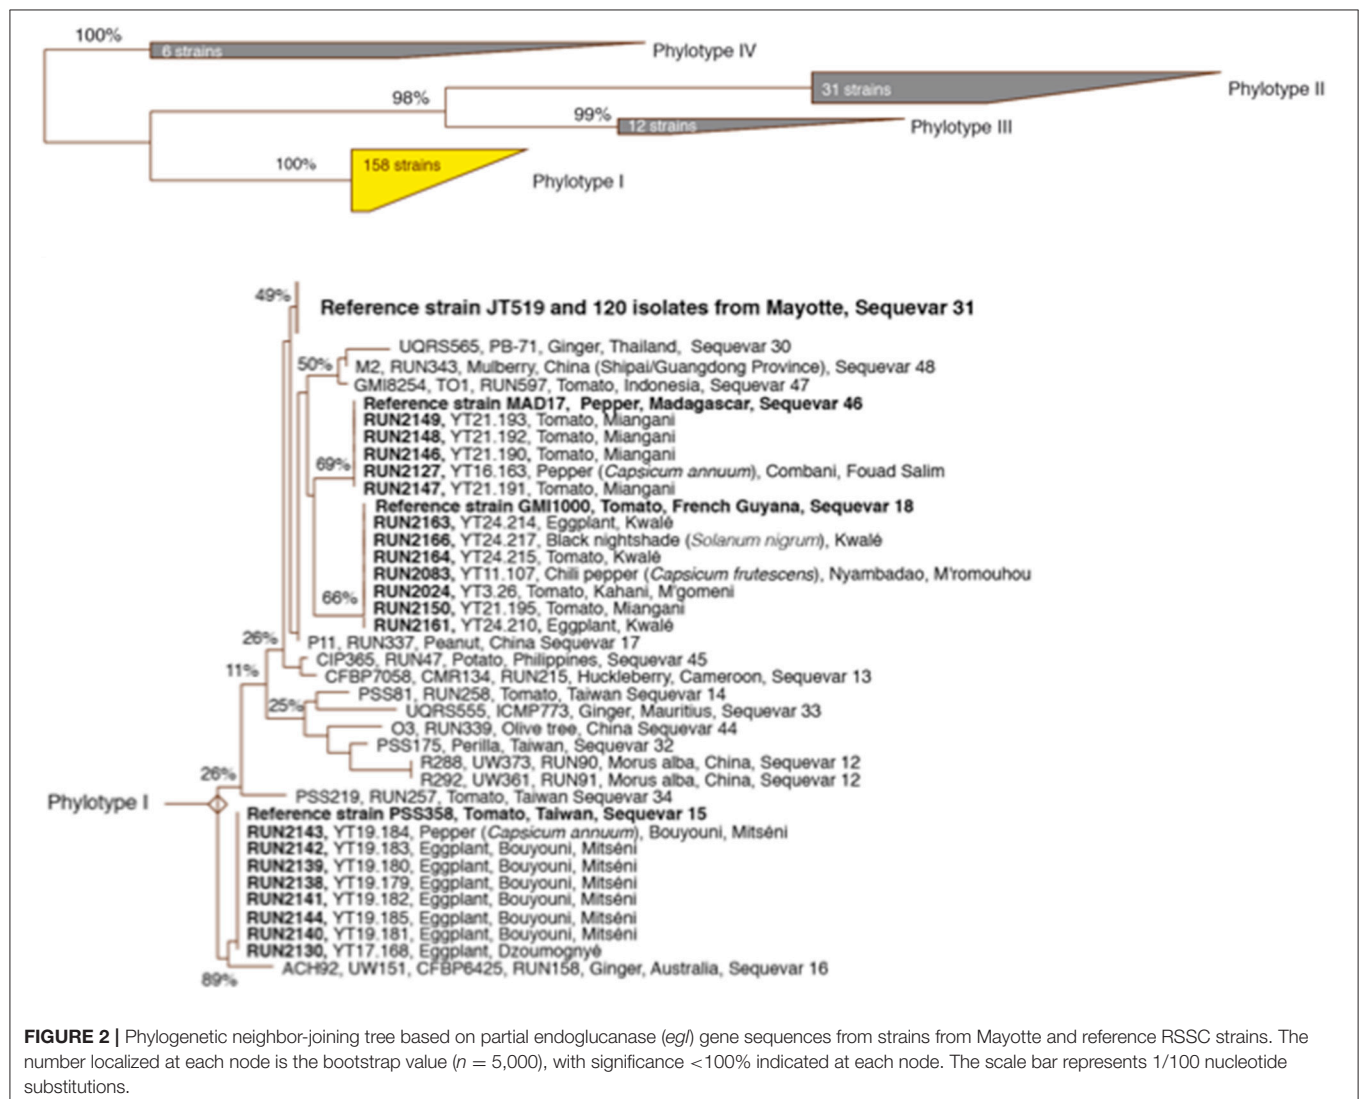 100%
6 strains
Phylotype IV
31 strains
Phylotype II
98%
99%
12 strains
Phylotype III
100%
158 strains
Phylotype I
49%
Reference strain JT519 and 120 isolates from Mayotte, Sequevar 31
UQRS565, PB-71, Ginger, Thailand, Sequevar 30
50%
M2, RUN343, Mulberry, China (Shipai/Guangdong Province), Sequevar 48
GMI8254, TO1, RUN597, Tomato, Indonesia, Sequevar 47
Reference strain MAD17, Pepper, Madagascar, Sequevar 46
RUN2149, YT21.193, Tomato, Miangani
RUN2148, YT21.192, Tomato, Miangani
RUN2146, YT21.190, Tomato, Miangani
69%
RUN2127, YT16.163, Pepper (Capsicum annuum), Combani, Fouad Salim
RUN2147, YT21.191, Tomato, Miangani
Reference strain GMI1000, Tomato, French Guyana, Sequevar 18
RUN2163, YT24.214, Eggplant, Kwalé
RUN2166, YT24.217, Black nightshade (Solanum nigrum), Kwalé
RUN2164, YT24.215, Tomato, Kwalé
RUN2083, YT11.107, Chili pepper (Capsicum frutescens), Nyambadao, M'romouhou
RUN2024, YT3.26, Tomato, Kahani, M'gomeni
66%
RUN2150, YT21.195, Tomato, Miangani
RUN2161, YT24.210, Eggplant, Kwalé
26%
P11, RUN337, Peanut, China Sequevar 17
CIP365, RUN47, Potato, Philippines, Sequevar 45
11%
CFBP7058, CMR134, RUN215, Huckleberry, Cameroon, Sequevar 13
PSS81, RUN258, Tomato, Taiwan Sequevar 14
25%
UQRS555, ICMP773, Ginger, Mauritius, Sequevar 33
O3, RUN339, Olive tree, China Sequevar 44
PSS175, Perilla, Taiwan, Sequevar 32
R288, UW373, RUN90, Morus alba, China, Sequevar 12
26%
R292, UW361, RUN91, Morus alba, China, Sequevar 12
PSS219, RUN257, Tomato, Taiwan Sequevar 34
Phylotype I
Reference strain PSS358, Tomato, Taiwan, Sequevar 15
RUN2143, YT19.184, Pepper (Capsicum annuum), Bouyouni, Mitséni
RUN2142, YT19.183, Eggplant, Bouyouni, Mitséni
RUN2139, YT19.180, Eggplant, Bouyouni, Mitséni
RUN2138, YT19.179, Eggplant, Bouyouni, Mitséni
RUN2141, YT19.182, Eggplant, Bouyouni, Mitséni
RUN2144, YT19.185, Eggplant, Bouyouni, Mitséni
RUN2140, YT19.181, Eggplant, Bouyouni, Mitséni
RUN2130, YT17.168, Eggplant, Dzoumognyé
ACH92, UW151, CFBP6425, RUN158, Ginger, Australia, Sequevar 16
89%
FIGURE 2 | Phylogenetic neighbor-joining tree based on partial endoglucanase (egl) gene sequences from strains from Mayotte and reference RSSC strains. The
number localized at each node is the bootstrap value (n = 5,000), with significance <100% indicated at each node. The scale bar represents 1/100 nucleotide
substitutions.